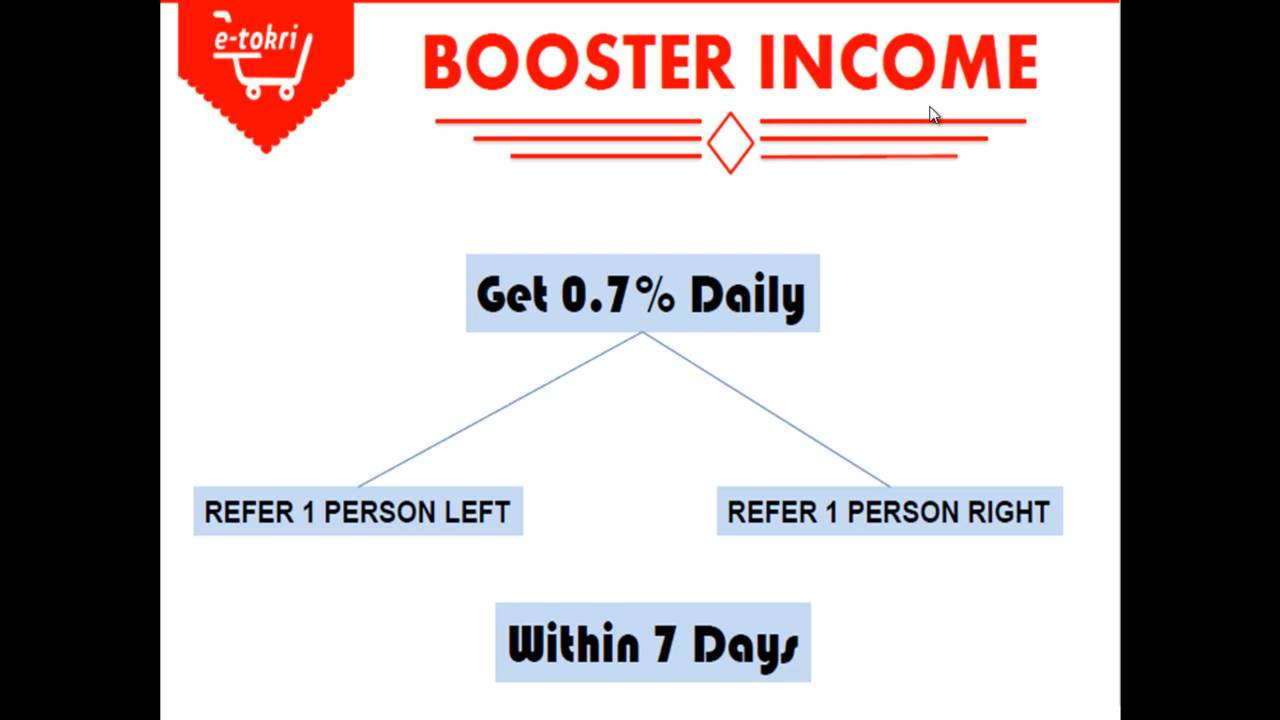 e-tokri
BOOSTER INCOME
Get 0.7% Daily
REFER 1 PERSON LEFT
REFER 1 PERSON RIGHT
Within 7 Days